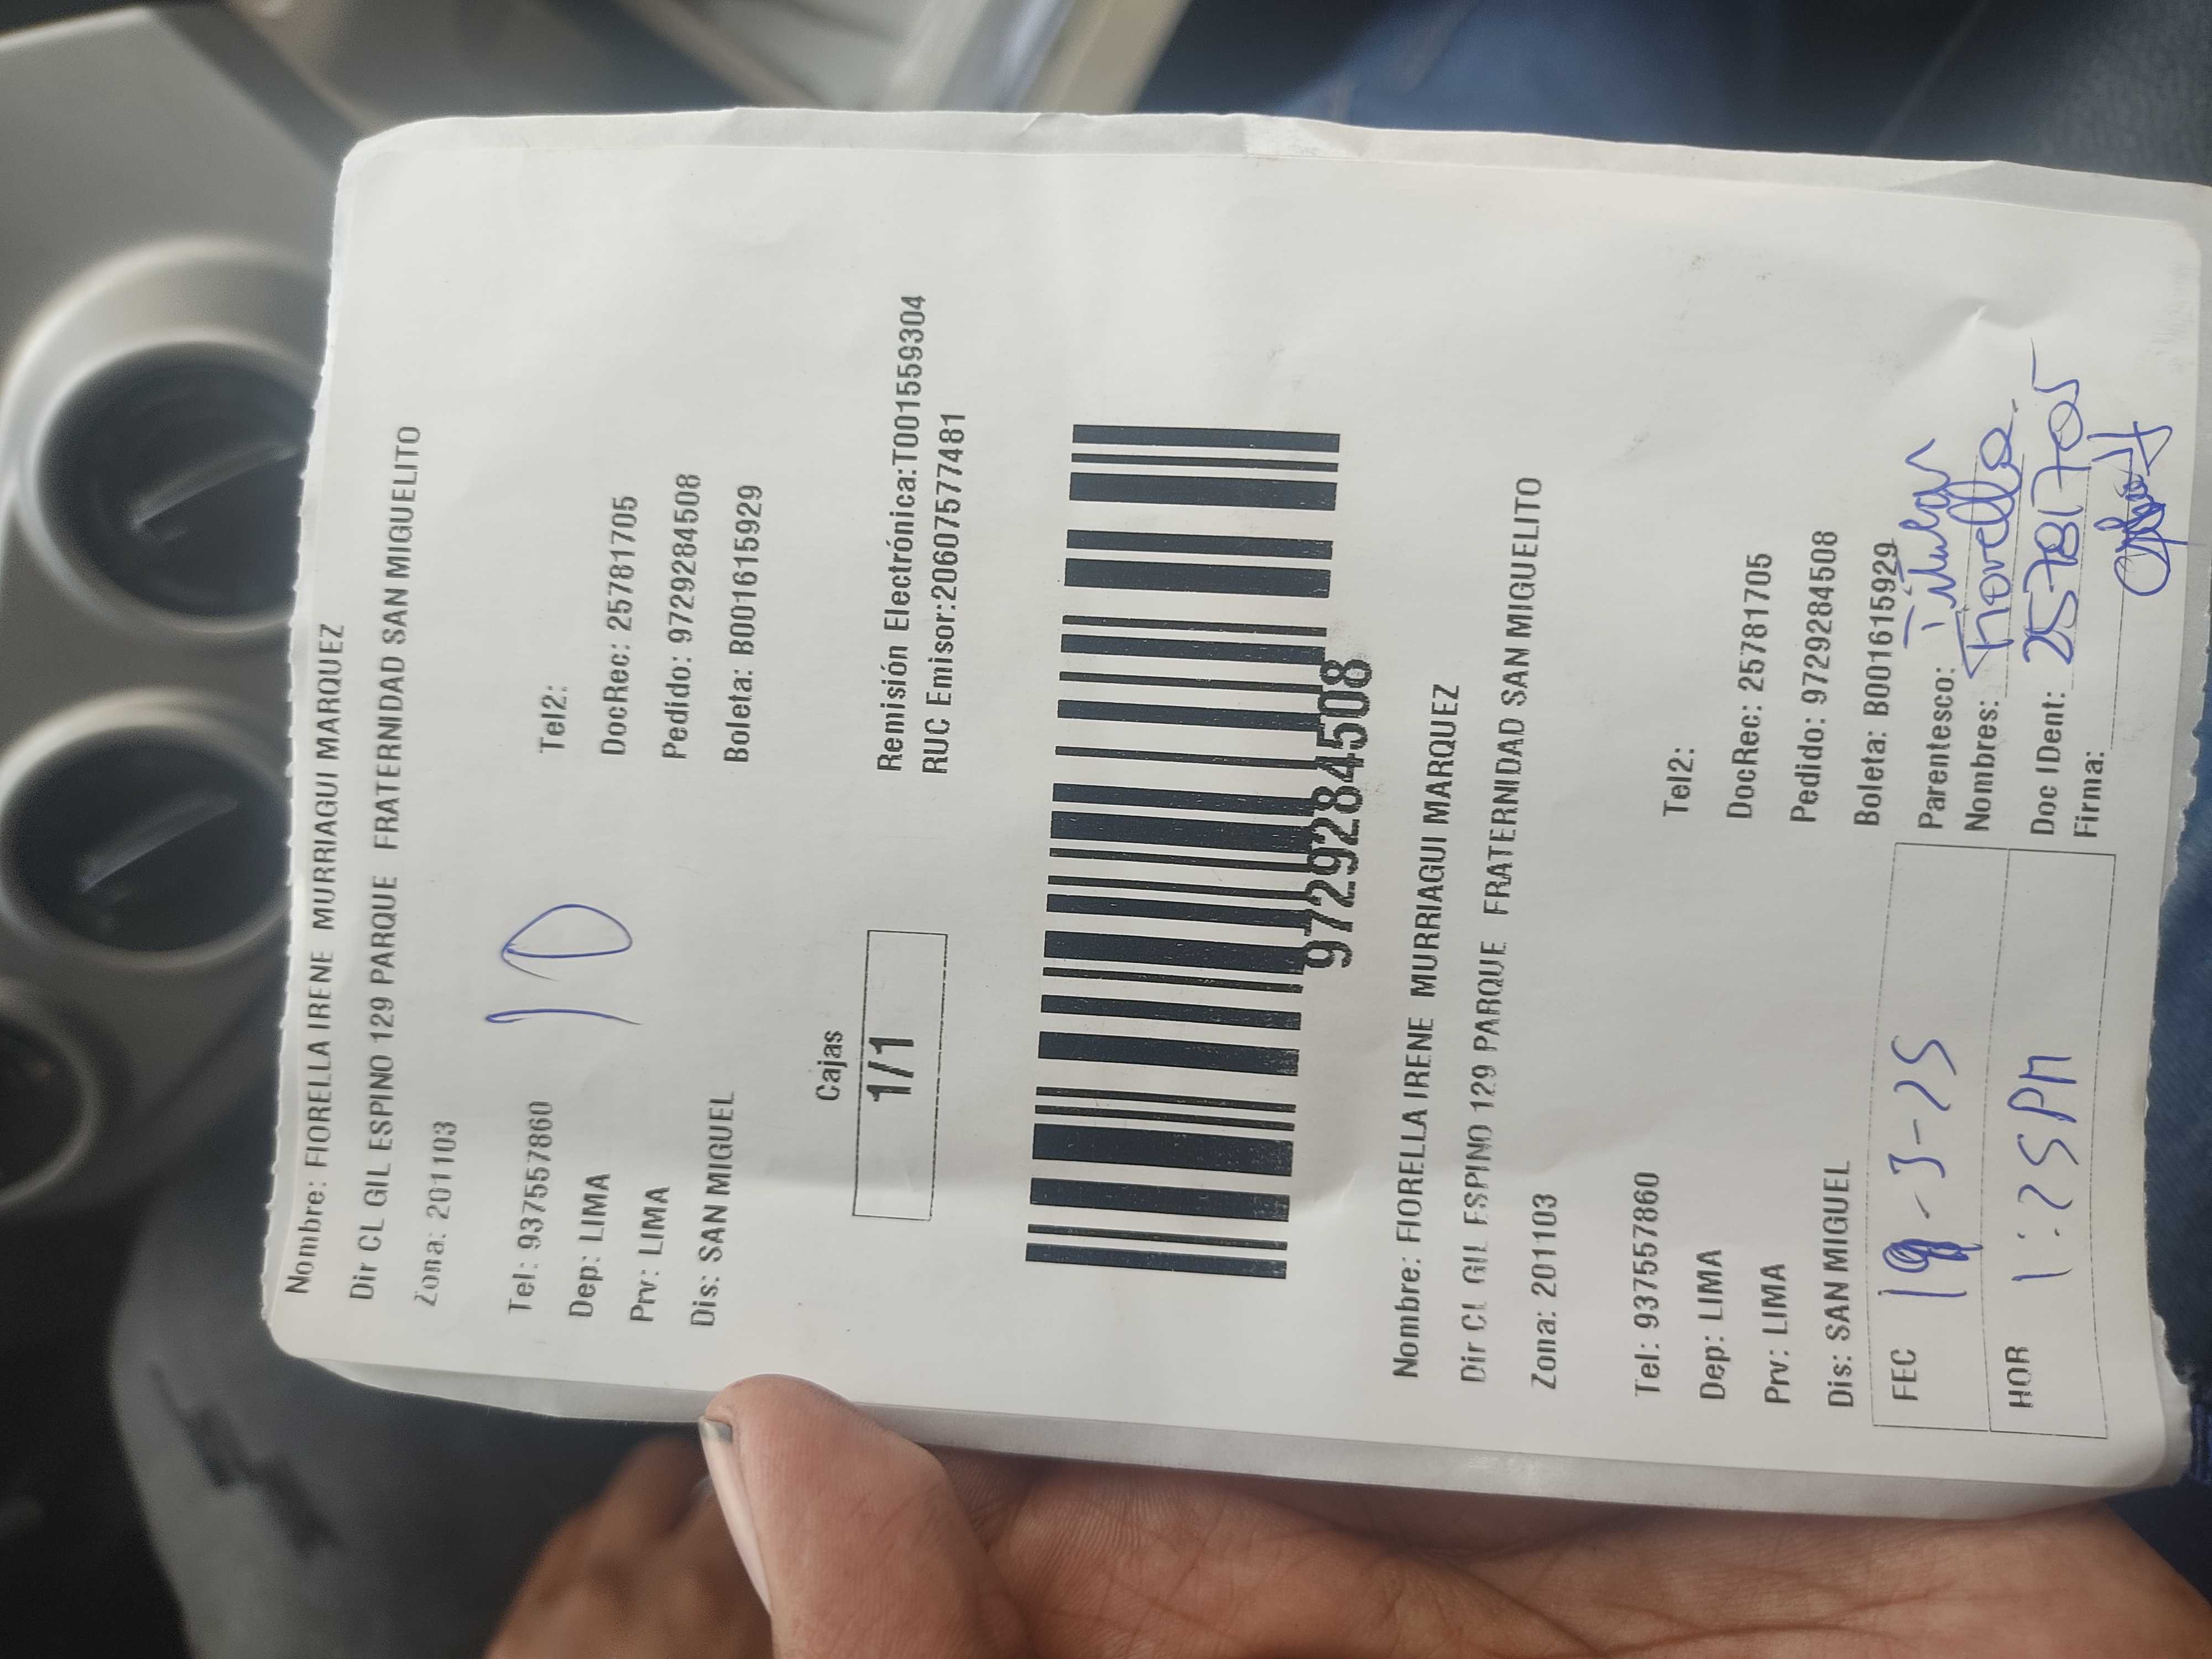 Nombre: FIORELLA IRENE MURRIAGUI MARQUEZ
Dir CL GIL ESPINO 129 PARQUE FRATERNIDAD SAN MIGUELITO
Zona: 201103
10
Tel: 937557860 Tel2:
Dep: LIMA DocRec: 25781705
Prv: LIMA Pedido: 9729284508
Dis: SAN MIGUEL Boleta: B001615929
Cajas
1/1
Remisión Electrónica:T001559304
RUC Emisor:20607577481
9729284508
Nombre: FIORELLA IRENE MURRIAGUI MARQUEZ
Dir CL GIL ESPINO 129 PARQUE FRATERNIDAD SAN MIGUELITO
Zona: 201103
Tel: 937557860 Tel2:
Dep: LIMA DocRec: 25781705
Prv: LIMA Pedido: 9729284508
Dis: SAN MIGUEL Boleta: B001615929
FEC 19-3-25 Parentesco: Titular
Nombres: Fiorella
HOR 1:25 PM Doc IDent: 25781705
Firma: